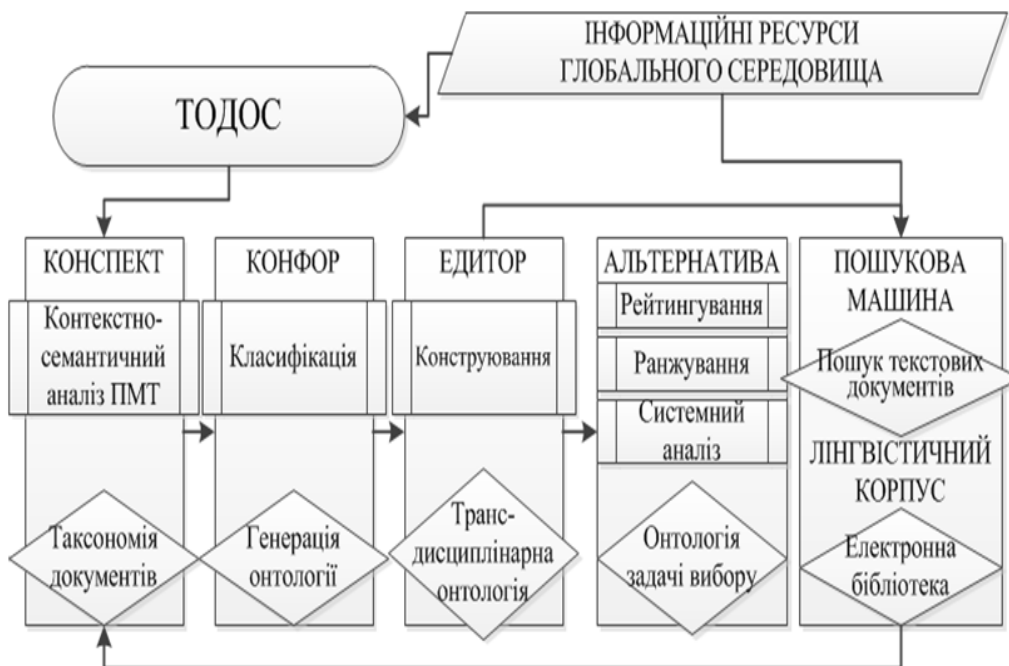 ІНФОРМАЦІЙНІ РЕСУРСИ
ГЛОБАЛЬНОГО СЕРЕДОВИЩА
ТОДОС
КОНСПЕКТ
Контекстно-
семантичний
аналіз ПМТ
Таксономія
документів
КОНФОР
Класифікація
Генерація
онтології
ЕДИТОР
Конструювання
Транс-
дисциплінарна
онтологія
АЛЬТЕРНАТИВА
Рейтингування
Ранжування
Системний
аналіз
Онтологія
задачі вибору
ПОШУКОВА
МАШИНА
Пошук текстових
документів
ЛІНГВІСТИЧНИЙ
КОРПУС
Електронна
бібліотека